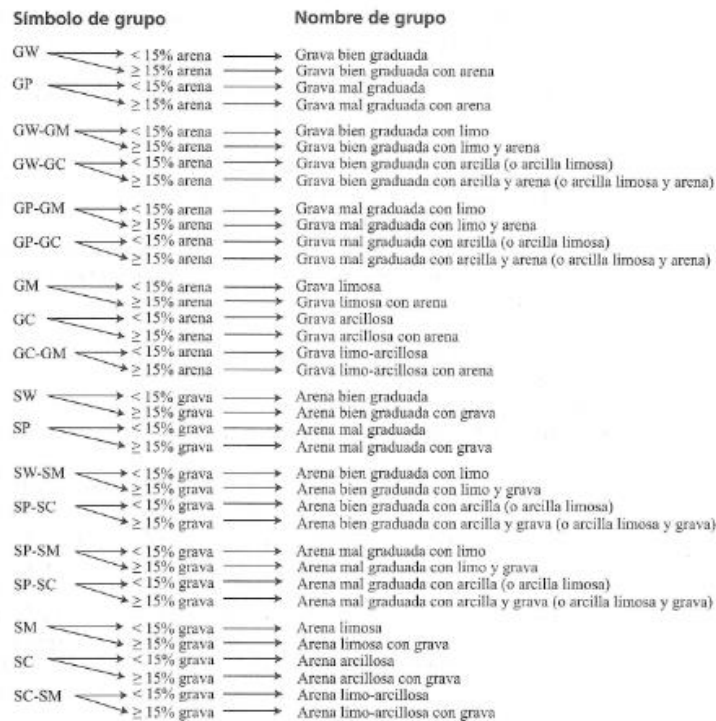 Símbolo de grupo Nombre de grupo
GW < 15% arena Grava bien graduada
≥ 15% arena Grava bien graduada con arena
GP < 15% arena Grava mal graduada
≥ 15% arena Grava mal graduada con arena
GW-GM < 15% arena Grava bien graduada con limo
≥ 15% arena Grava bien graduada con limo y arena
GW-GC < 15% arena Grava bien graduada con arcilla (o arcilla limosa)
≥ 15% arena Grava bien graduada con arcilla y arena (o arcilla limosa y arena)
GP-GM < 15% arena Grava mal graduada con limo
≥ 15% arena Grava mal graduada con limo y arena
GP-GC < 15% arena Grava mal graduada con arcilla (o arcilla limosa)
≥ 15% arena Grava mal graduada con arcilla y arena (o arcilla limosa y arena)
GM < 15% arena Grava limosa
≥ 15% arena Grava limosa con arena
GC < 15% arena Grava arcillosa
≥ 15% arena Grava arcillosa con arena
GC-GM < 15% arena Grava limo-arcillosa
≥ 15% arena Grava limo-arcillosa con arena
SW < 15% grava Arena bien graduada
≥ 15% grava Arena bien graduada con grava
SP < 15% grava Arena mal graduada
≥ 15% grava Arena mal graduada con grava
SW-SM < 15% grava Arena bien graduada con limo
≥ 15% grava Arena bien graduada con limo y grava
SP-SC < 15% grava Arena bien graduada con arcilla (o arcilla limosa)
≥ 15% grava Arena bien graduada con arcilla y grava (o arcilla limosa y grava)
SP-SM < 15% grava Arena mal graduada con limo
≥ 15% grava Arena mal graduada con limo y grava
SP-SC < 15% grava Arena mal graduada con arcilla (o arcilla limosa)
≥ 15% grava Arena mal graduada con arcilla y grava (o arcilla limosa y grava)
SM < 15% grava Arena limosa
≥ 15% grava Arena limosa con grava
SC < 15% grava Arena arcillosa
≥ 15% grava Arena arcillosa con grava
SC-SM < 15% grava Arena limo-arcillosa
≥ 15% grava Arena limo-arcillosa con grava